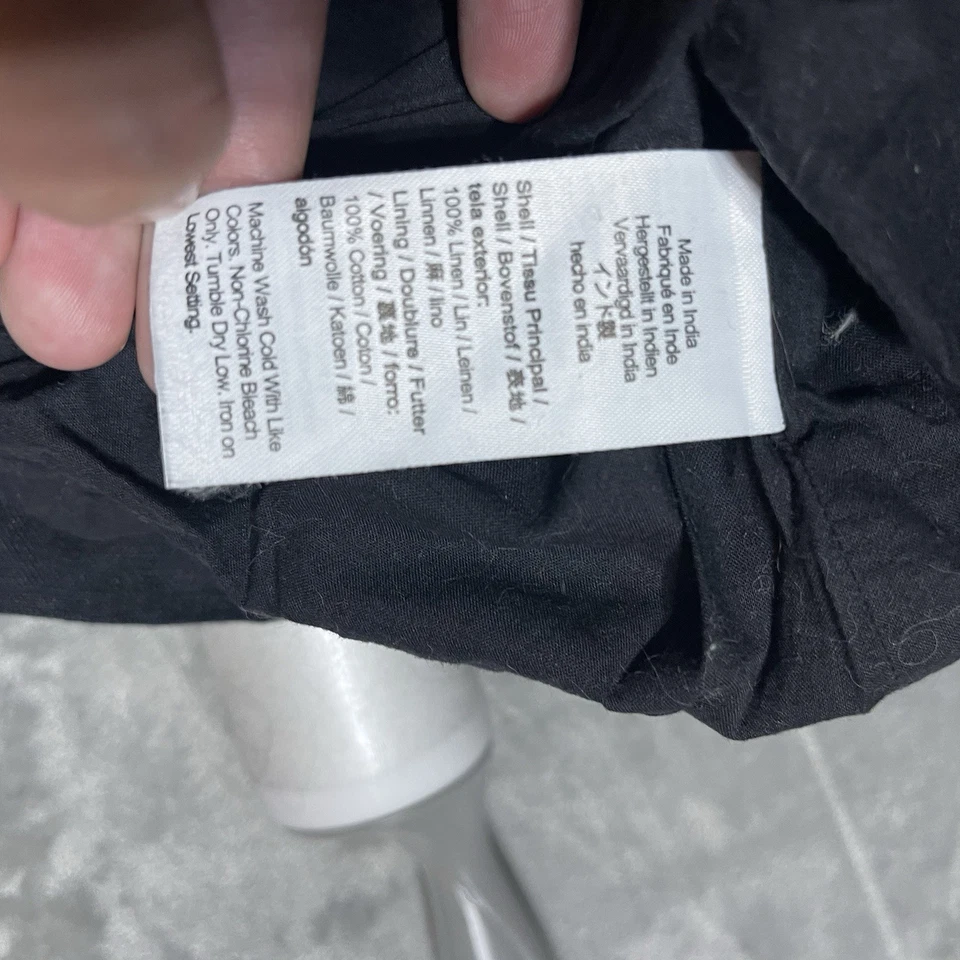 Made in India
Fabriqué en Inde
Hergestellt in Indien
Vervaardigd in India
インド製
hecho en india
Shell / Tissu Principal /
Shell / Bovenstof / 表地 /
tela exterior:
100% Linen / Lin / Leinen /
Linnen / 麻 / lino
Lining / Doublure / Futter
/ Voering / 裏地 / forro:
100% Cotton / Coton /
Baumwolle / Katoen / 綿 /
algodón
Machine Wash Cold With Like
Colors. Non-Chlorine Bleach
Only. Tumble Dry Low. Iron on
Lowest Setting.